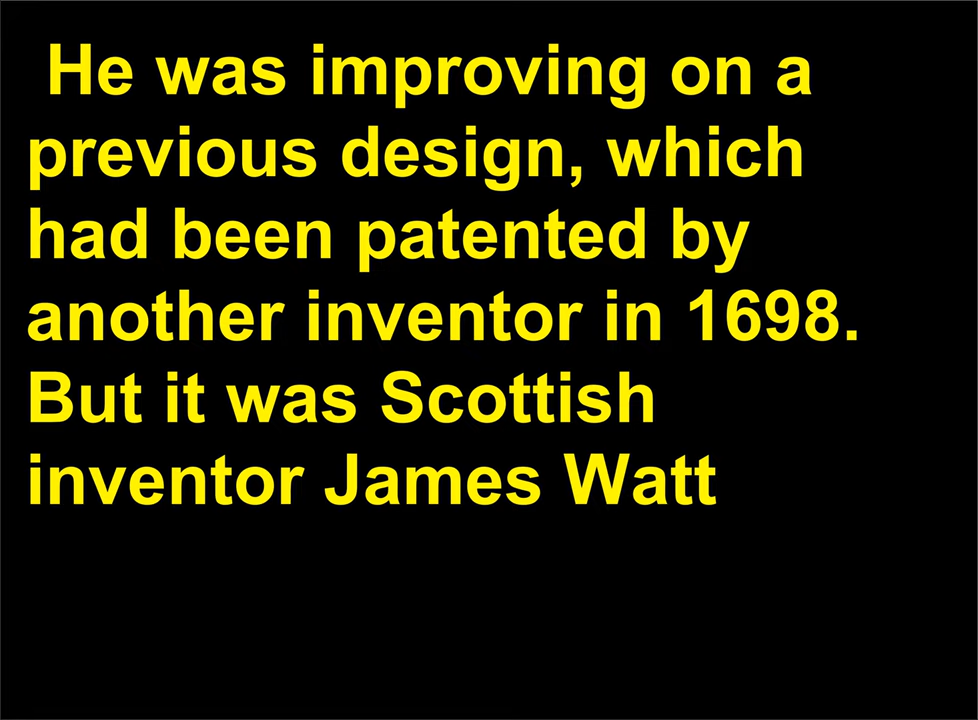 He was improving on a
previous design, which
had been patented by
another inventor in 1698.
But it was Scottish
inventor James Watt